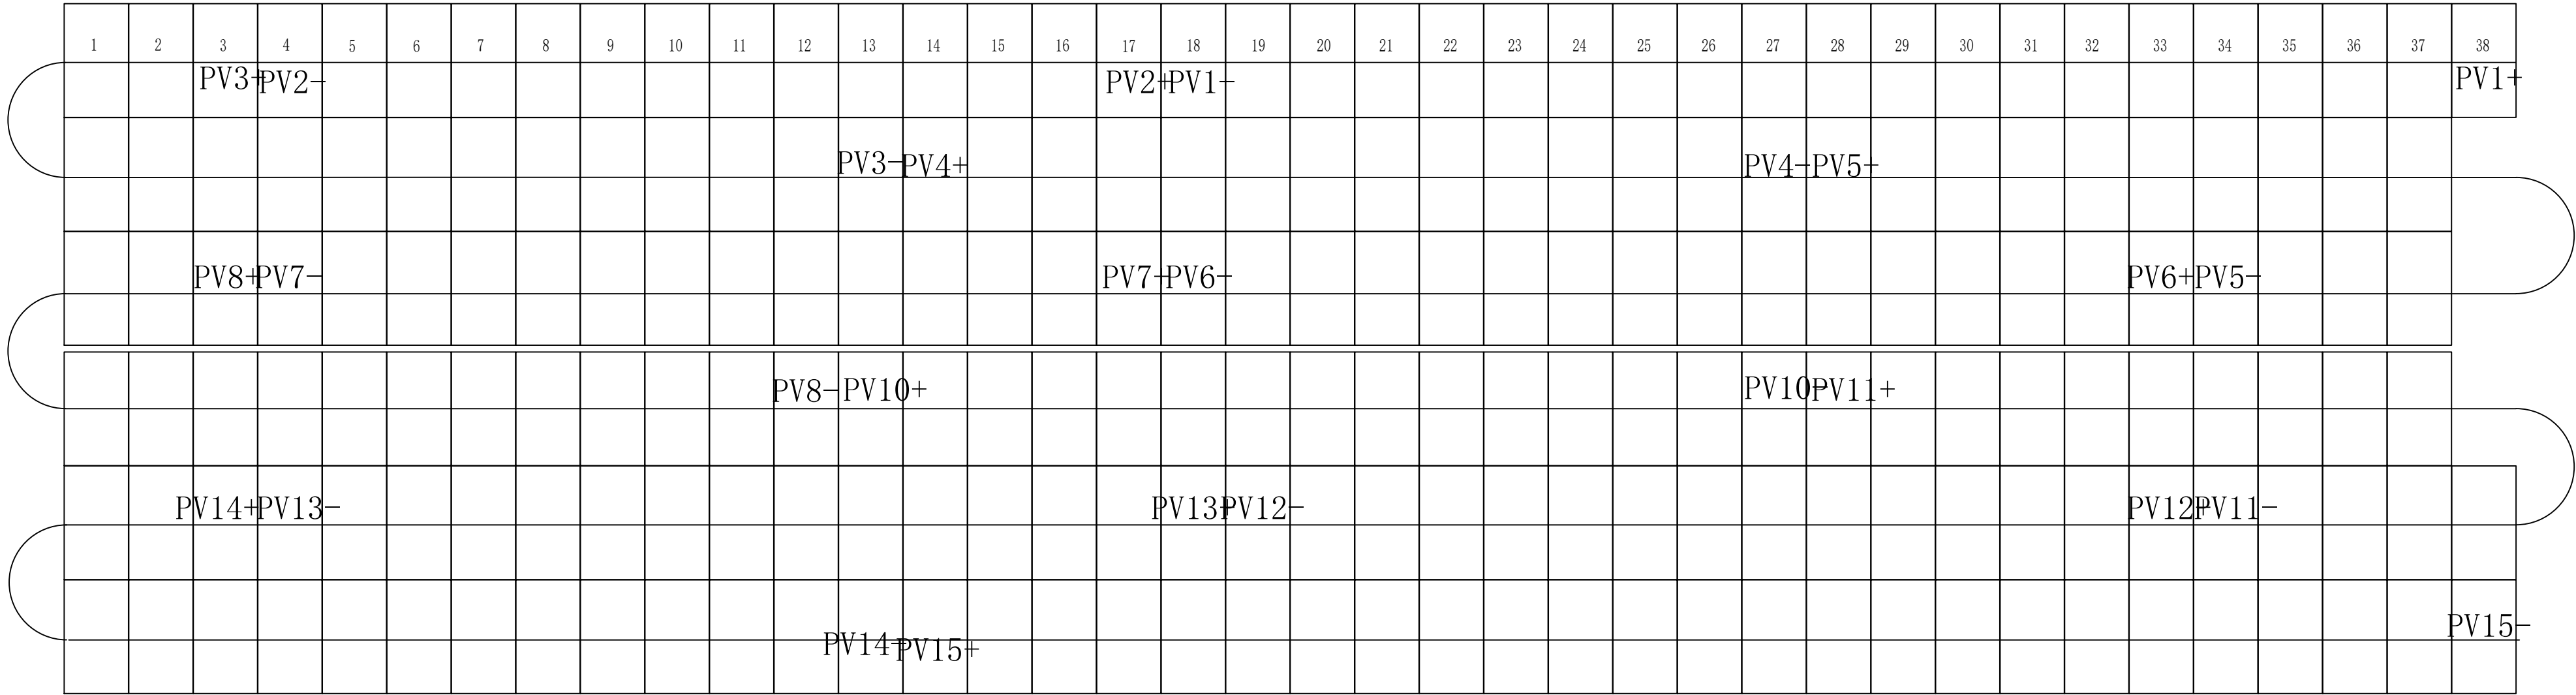 1 2 3 4 5 6 7 8 9 10 11 12 13 14 15 16 17 18 19 20 21 22 23 24 25 26 27 28 29 30 31 32 33 34 35 36 37 38
PV3+ PV2- PV2+ PV1- PV1+
PV3- PV4+ PV4- PV5+
PV8+ PV7- PV7+ PV6- PV6+ PV5-
PV8- PV10+ PV10- PV11+
PV14+ PV13- PV13+ PV12- PV12+ PV11-
PV14- PV15+ PV15-